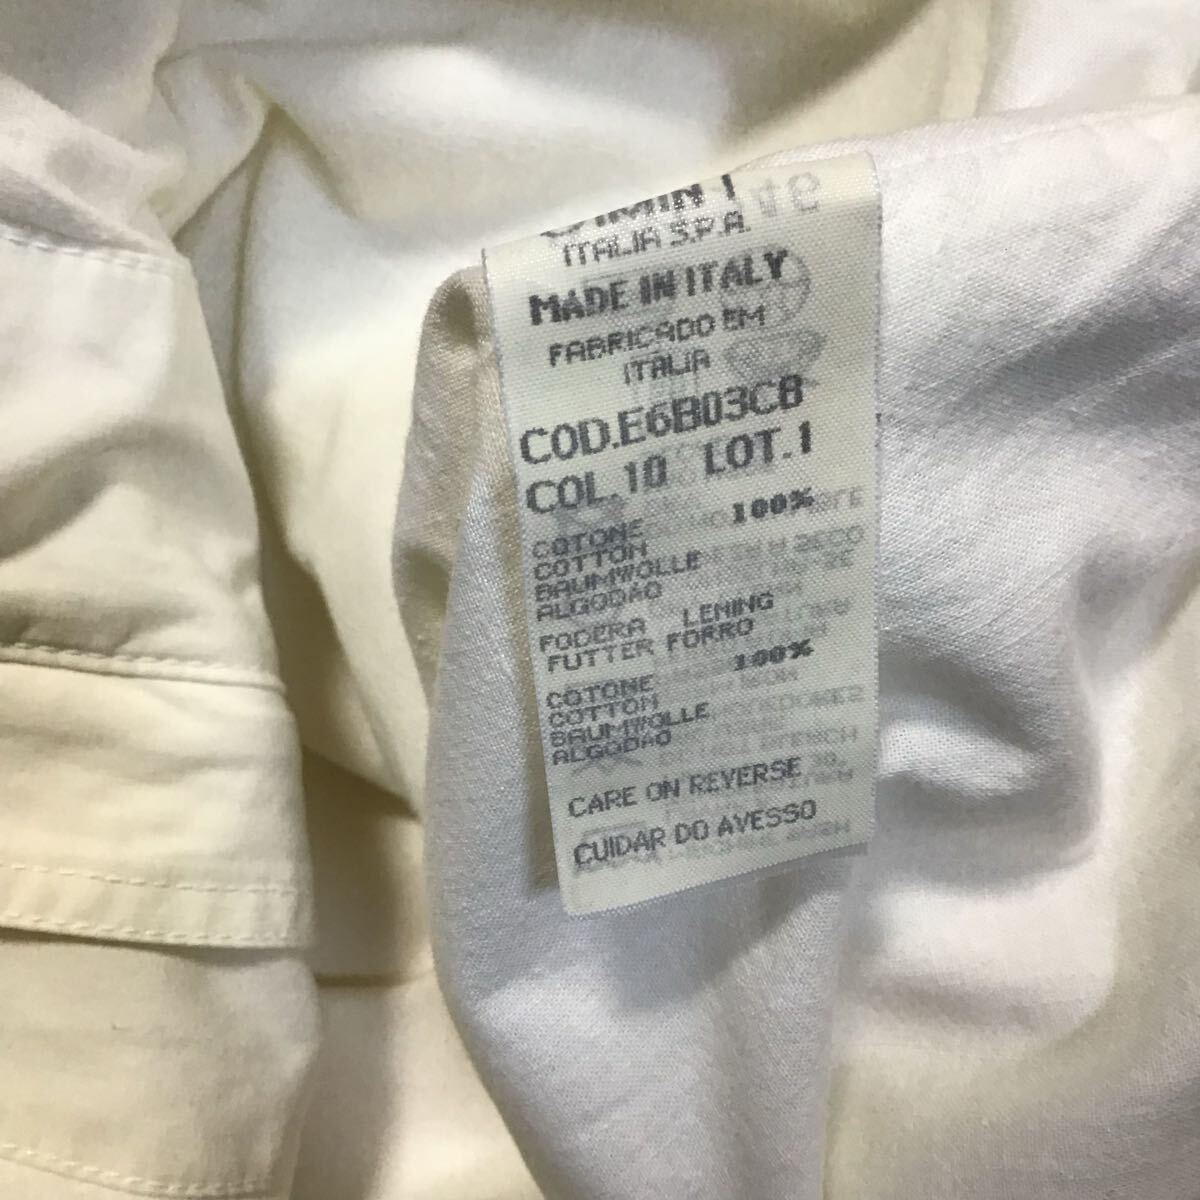 ITALIA S.P.A.
MADE IN ITALY
FABRICADO EM
ITALIA
COD.E6B03CB
COL.10 LOT.1
100%
COTONE
COTTON
BAUMWOLLE
ALGODAO
FODERA LENING
FUTTER FORRO
100%
COTONE
COTTON
BAUMWOLLE
ALGODAO
CARE ON REVERSE
CUIDAR DO AVESSO